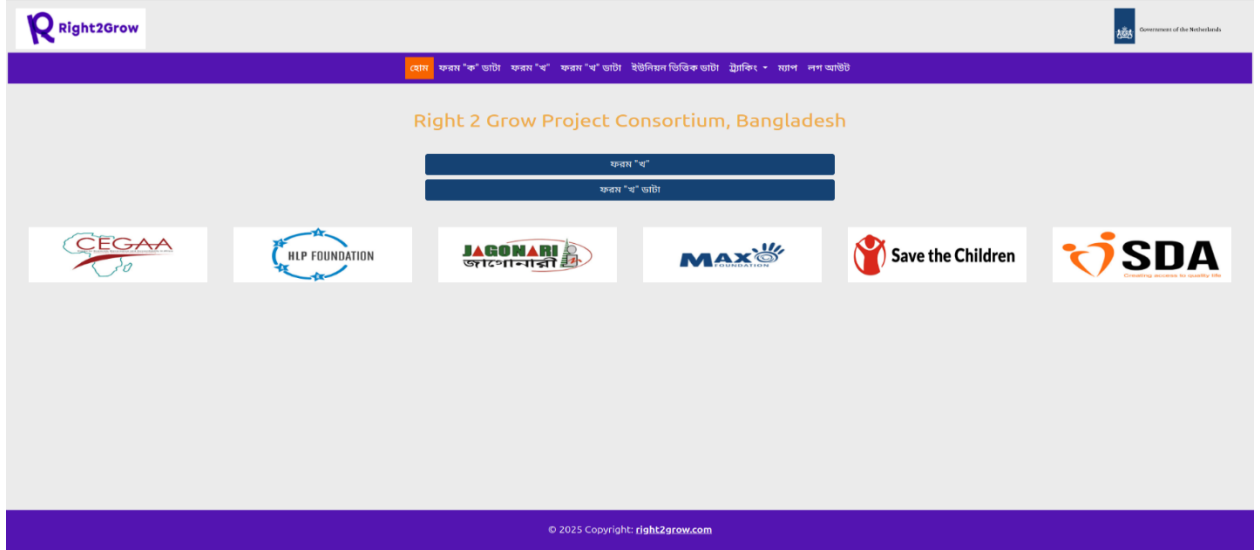 Right2Grow
Government of the Netherlands
হোম ফরম "ক" ডাটা ফরম "খ" ফরম "খ" ডাটা ইউনিয়ন ভিত্তিক ডাটা ট্র্যাকিং ম্যাপ লগ আউট
Right 2 Grow Project Consortium, Bangladesh
ফরম "খ"
ফরম "খ" ডাটা
CEGAA
HLP FOUNDATION
JAGONARI
জাগোনারী
MAX
FOUNDATION
Save the Children
SDA
Creating access to quality life
© 2025 Copyright: right2grow.com